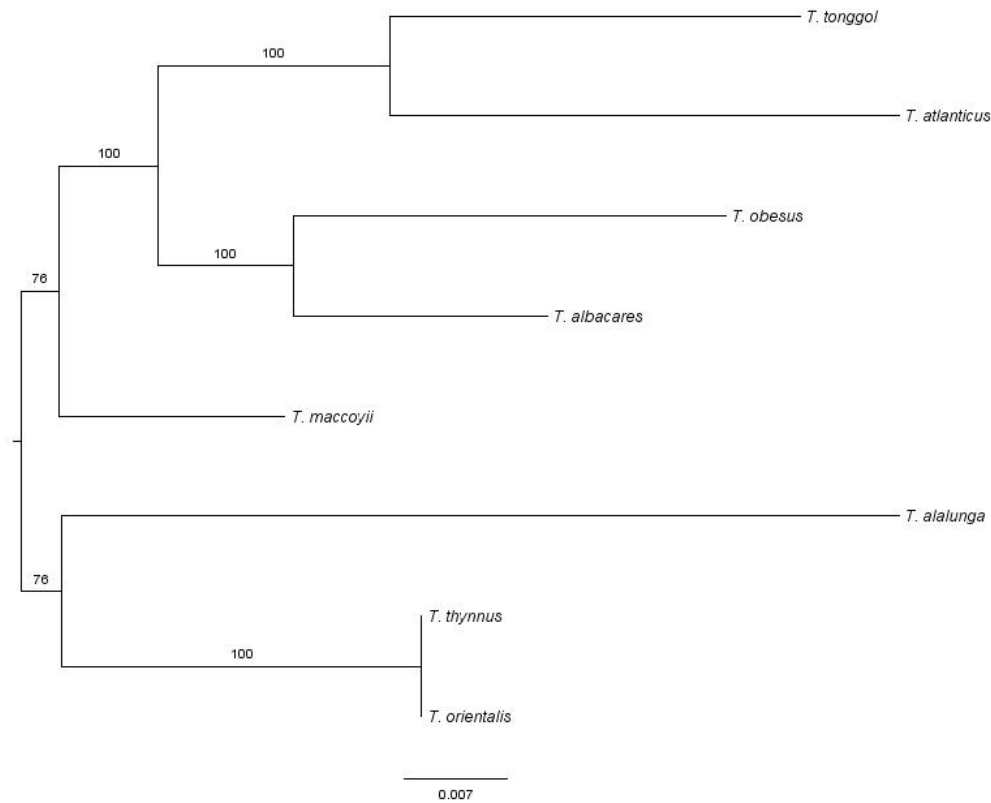 T. tonggol
100
T. atlanticus
100
T. obesus
100
76
T. albacares
T. maccoyii
T. alalunga
76
T. thynnus
100
T. orientalis
0.007